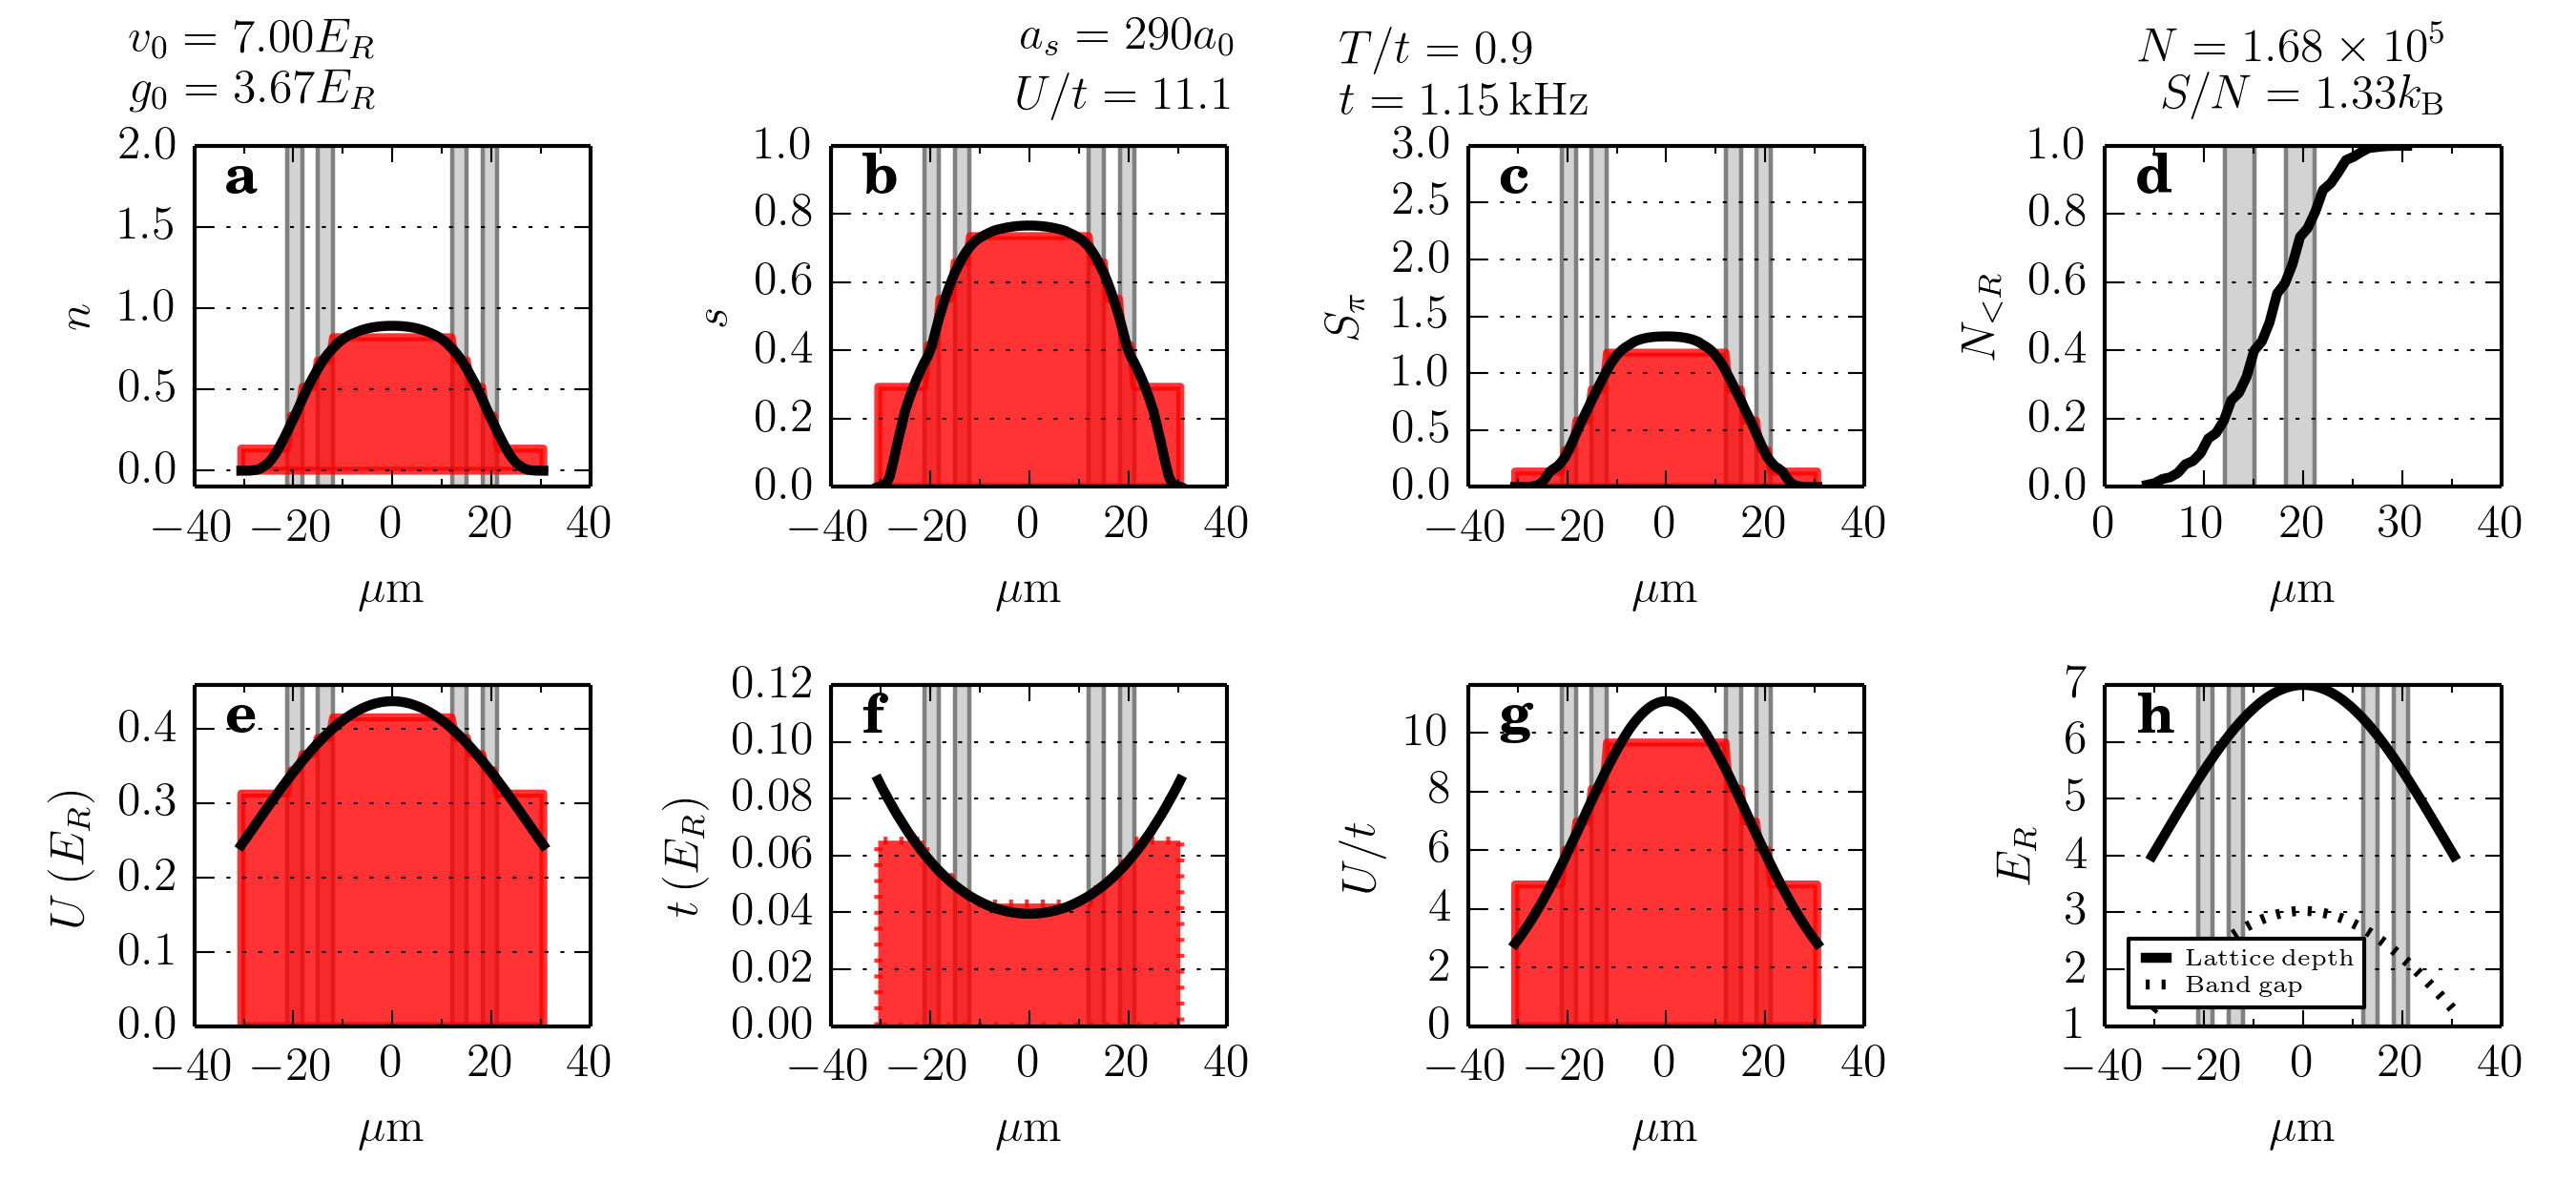 v₀ = 7.00E_R
g₀ = 3.67E_R
a_s = 290a₀
U/t = 11.1
T/t = 0.9
t = 1.15 kHz
N = 1.68 × 10⁵
S/N = 1.33k_B
a
n
2.0
1.5
1.0
0.5
0.0
−40 −20 0 20 40
μm
b
s
1.0
0.8
0.6
0.4
0.2
0.0
−40 −20 0 20 40
μm
c
S_π
3.0
2.5
2.0
1.5
1.0
0.5
0.0
−40 −20 0 20 40
μm
d
N_{<R}
1.0
0.8
0.6
0.4
0.2
0.0
0 10 20 30 40
μm
e
U (E_R)
0.4
0.3
0.2
0.1
0.0
−40 −20 0 20 40
μm
f
t (E_R)
0.12
0.10
0.08
0.06
0.04
0.02
0.00
−40 −20 0 20 40
μm
g
U/t
10
8
6
4
2
0
−40 −20 0 20 40
μm
h
E_R
7
6
5
4
3
2
1
Lattice depth
Band gap
−40 −20 0 20 40
μm